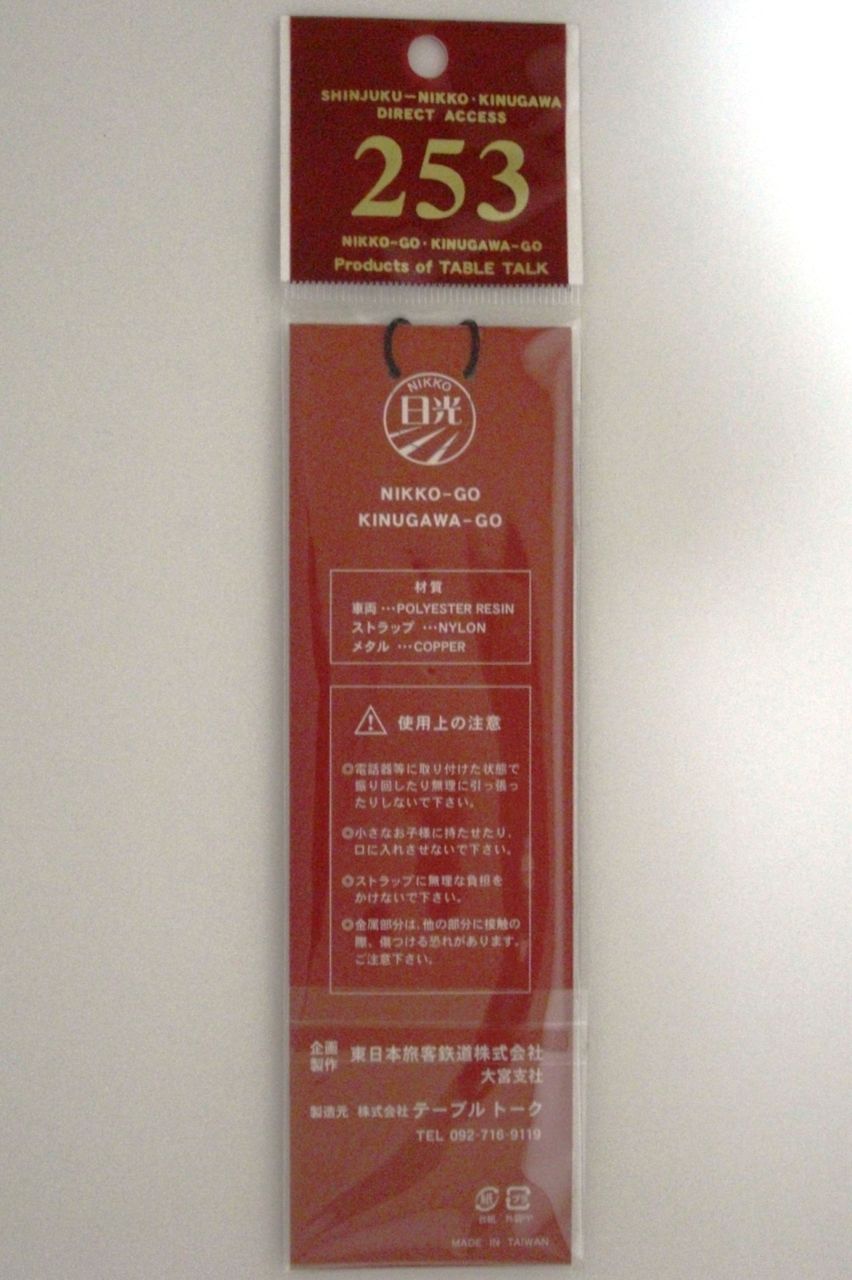 SHINJUKU−NIKKO・KINUGAWA
DIRECT ACCESS
253
NIKKO-GO・KINUGAWA-GO
Products of TABLE TALK
NIKKO
日光
NIKKO-GO
KINUGAWA-GO
材質
車両 …POLYESTER RESIN
ストラップ …NYLON
メタル …COPPER
使用上の注意
◎電話器等に取り付けた状態で
振り回したり無理に引っ張っ
たりしないで下さい。
◎小さなお子様に持たせたり、
口に入れさせないで下さい。
◎ストラップに無理な負担を
かけないで下さい。
◎金属部分は、他の部分に接触の
際、傷つける恐れがあります。
ご注意下さい。
企画
製作 東日本旅客鉄道株式会社
大宮支社
製造元 株式会社 テーブルトーク
TEL 092-716-9119
紙 プラ
台紙 外袋PP
MADE IN TAIWAN